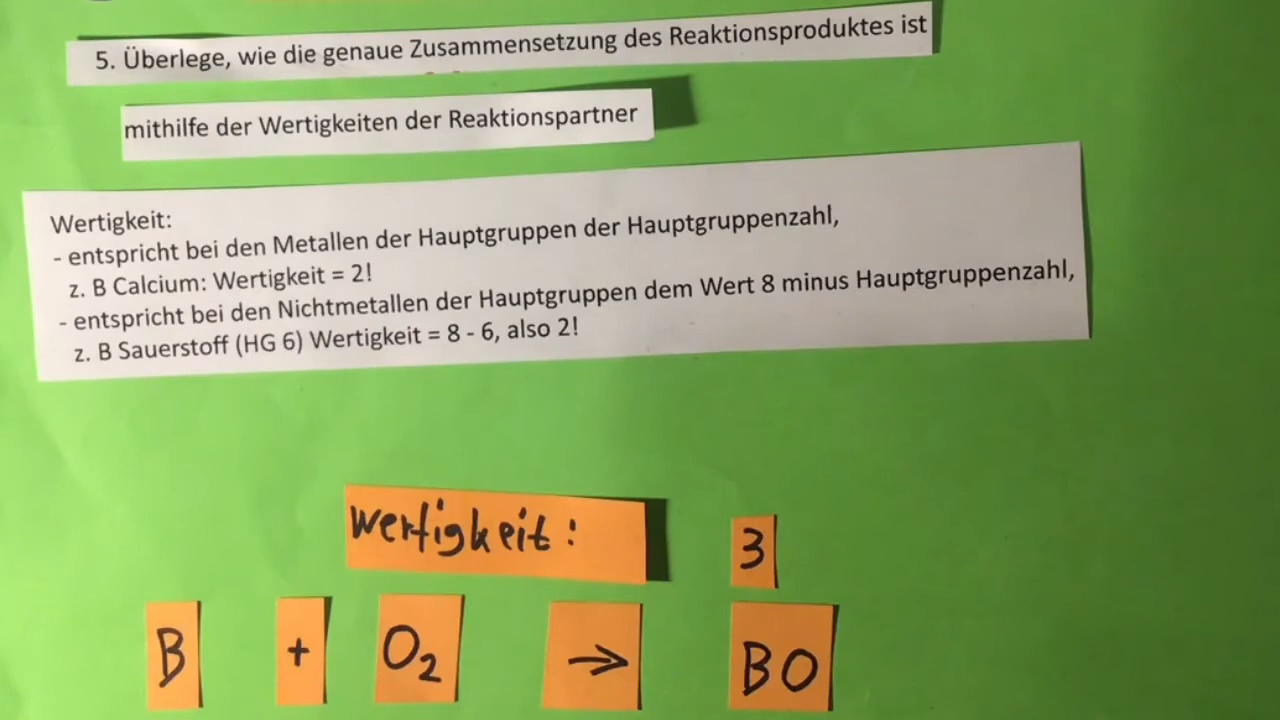 5. Überlege, wie die genaue Zusammensetzung des Reaktionsproduktes ist
mithilfe der Wertigkeiten der Reaktionspartner
Wertigkeit:
- entspricht bei den Metallen der Hauptgruppen der Hauptgruppenzahl,
z. B Calcium: Wertigkeit = 2!
- entspricht bei den Nichtmetallen der Hauptgruppen dem Wert 8 minus Hauptgruppenzahl,
z. B Sauerstoff (HG 6) Wertigkeit = 8 - 6, also 2!
Wertigkeit: 3
B + O₂ → BO